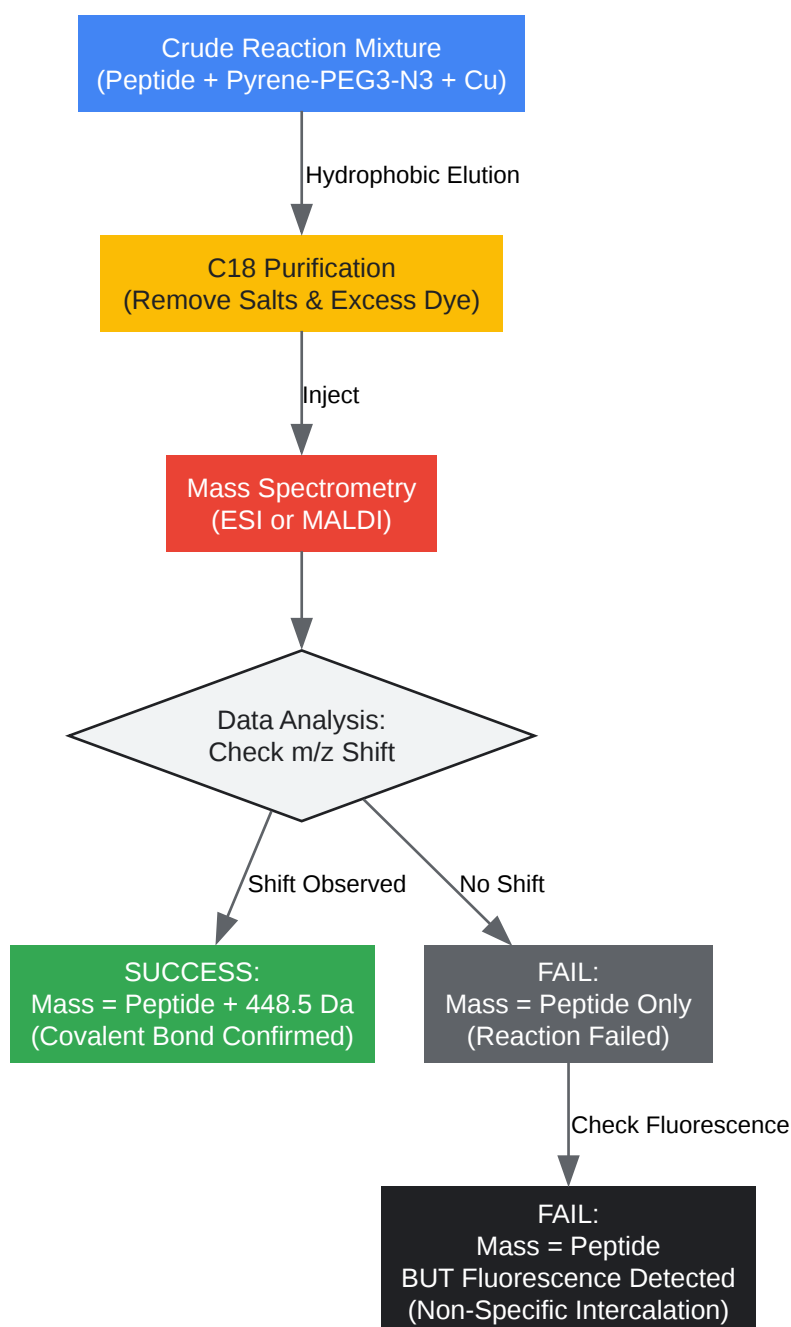 Crude Reaction Mixture
(Peptide + Pyrene-PEG3-N3 + Cu)
Hydrophobic Elution
C18 Purification
(Remove Salts & Excess Dye)
Inject
Mass Spectrometry
(ESI or MALDI)
Data Analysis:
Check m/z Shift
Shift Observed
No Shift
SUCCESS:
Mass = Peptide + 448.5 Da
(Covalent Bond Confirmed)
FAIL:
Mass = Peptide Only
(Reaction Failed)
Check Fluorescence
FAIL:
Mass = Peptide
BUT Fluorescence Detected
(Non-Specific Intercalation)